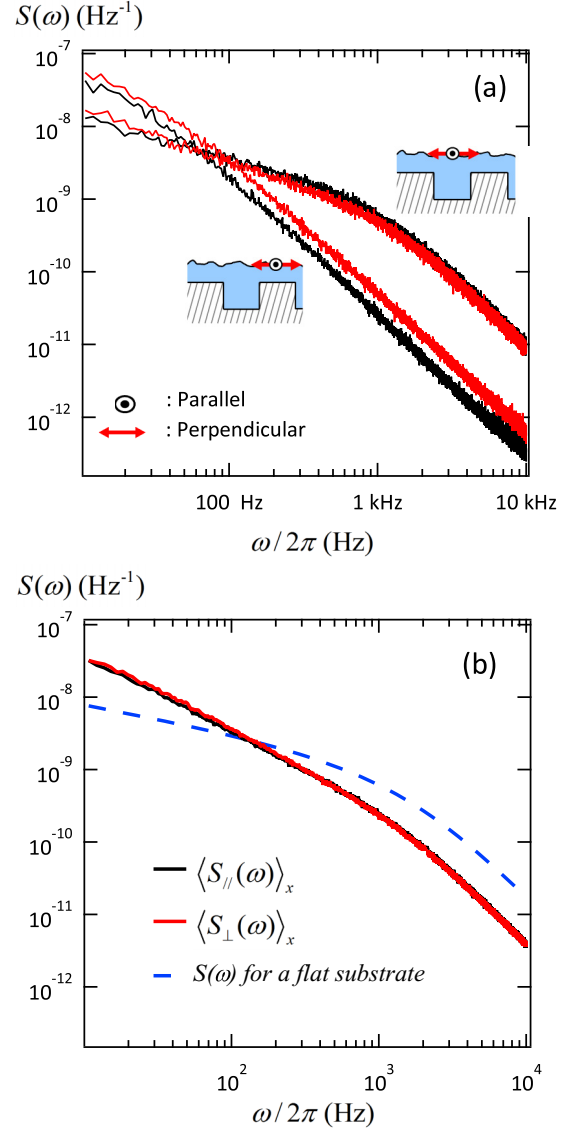 S(ω) (Hz⁻¹)
10⁻⁷
(a)
10⁻⁸
10⁻⁹
10⁻¹⁰
10⁻¹¹
: Parallel
: Perpendicular
10⁻¹²
100 Hz 1 kHz 10 kHz
ω/2π (Hz)
S(ω) (Hz⁻¹)
10⁻⁷
(b)
10⁻⁸
10⁻⁹
10⁻¹⁰
⟨S//(ω)⟩ₓ
10⁻¹¹
⟨S⊥(ω)⟩ₓ
S(ω) for a flat substrate
10⁻¹²
10² 10³ 10⁴
ω/2π (Hz)